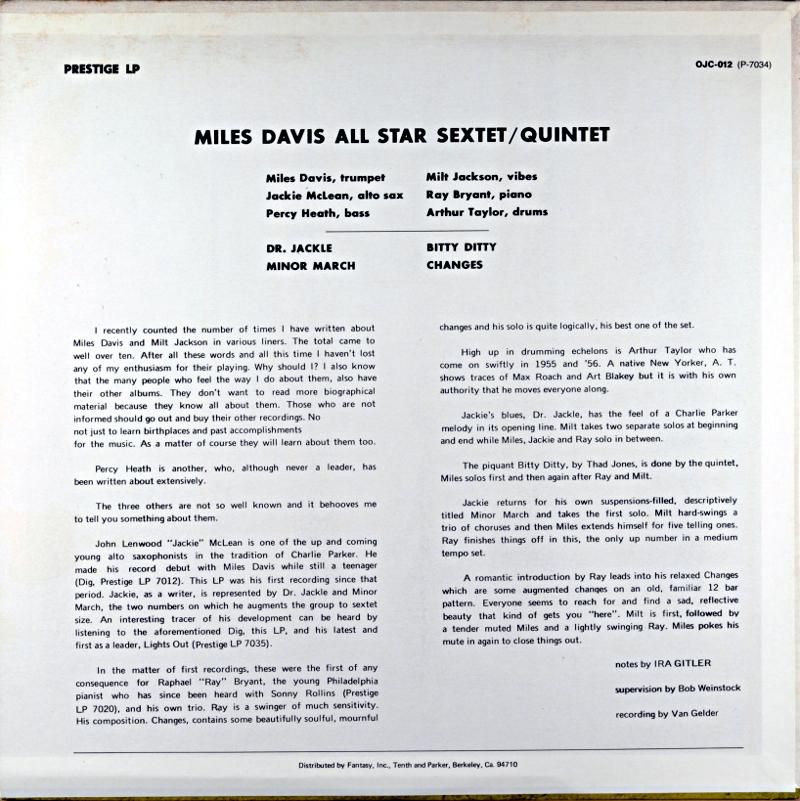 PRESTIGE LP
OJC-012 (P-7034)
MILES DAVIS ALL STAR SEXTET/QUINTET
Miles Davis, trumpet
Jackie McLean, alto sax
Percy Heath, bass
Milt Jackson, vibes
Ray Bryant, piano
Arthur Taylor, drums
DR. JACKLE
MINOR MARCH
BITTY DITTY
CHANGES
I recently counted the number of times I have written about
Miles Davis and Milt Jackson in various liners. The total came to
well over ten. After all these words and all this time I haven't lost
any of my enthusiasm for their playing. Why should I? I also know
that the many people who feel the way I do about them, also have
their other albums. They don't want to read more biographical
material because they know all about them. Those who are not
informed should go out and buy their other recordings. No
not just to learn birthplaces and past accomplishments
for the music. As a matter of course they will learn about them too.
Percy Heath is another, who, although never a leader, has
been written about extensively.
The three others are not so well known and it behooves me
to tell you something about them.
John Lenwood "Jackie" McLean is one of the up and coming
young alto saxophonists in the tradition of Charlie Parker. He
made his record debut with Miles Davis while still a teenager
(Dig, Prestige LP 7012). This LP was his first recording since that
period. Jackie, as a writer, is represented by Dr. Jackle and Minor
March, the two numbers on which he augments the group to sextet
size. An interesting tracer of his development can be heard by
listening to the aforementioned Dig, this LP, and his latest and
first as a leader, Lights Out (Prestige LP 7035).
In the matter of first recordings, these were the first of any
consequence for Raphael "Ray" Bryant, the young Philadelphia
pianist who has since been heard with Sonny Rollins (Prestige
LP 7020), and his own trio. Ray is a swinger of much sensitivity.
His composition. Changes, contains some beautifully soulful, mournful
changes and his solo is quite logically, his best one of the set.
High up in drumming echelons is Arthur Taylor who has
come on swiftly in 1955 and '56. A native New Yorker, A. T.
shows traces of Max Roach and Art Blakey but it is with his own
authority that he moves everyone along.
Jackie's blues, Dr. Jackle, has the feel of a Charlie Parker
melody in its opening line. Milt takes two separate solos at beginning
and end while Miles, Jackie and Ray solo in between.
The piquant Bitty Ditty, by Thad Jones, is done by the quintet,
Miles solos first and then again after Ray and Milt.
Jackie returns for his own suspensions-filled, descriptively
titled Minor March and takes the first solo. Milt hard-swings a
trio of choruses and then Miles extends himself for five telling ones.
Ray finishes things off in this, the only up number in a medium
tempo set.
A romantic introduction by Ray leads into his relaxed Changes
which are some augmented changes on an old, familiar 12 bar
pattern. Everyone seems to reach for and find a sad, reflective
beauty that kind of gets you "here". Milt is first, followed by
a tender muted Miles and a lightly swinging Ray. Miles pokes his
mute in again to close things out.
notes by IRA GITLER
supervision by Bob Weinstock
recording by Van Gelder
Distributed by Fantasy, Inc., Tenth and Parker, Berkeley, Ca. 94710